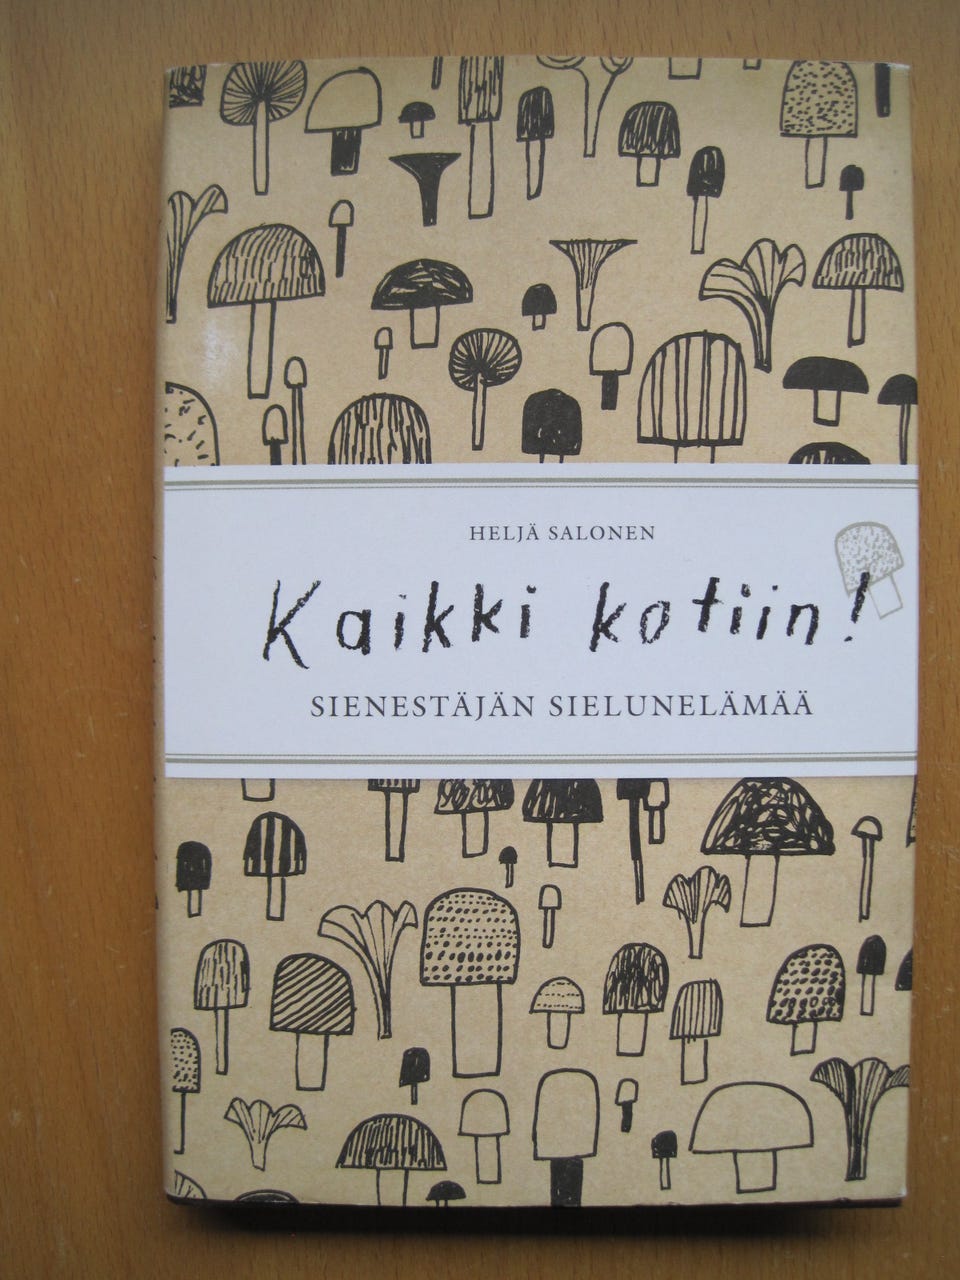 HELJÄ SALONEN
Kaikki kotiin!
SIENESTÄJÄN SIELUNELÄMÄÄ